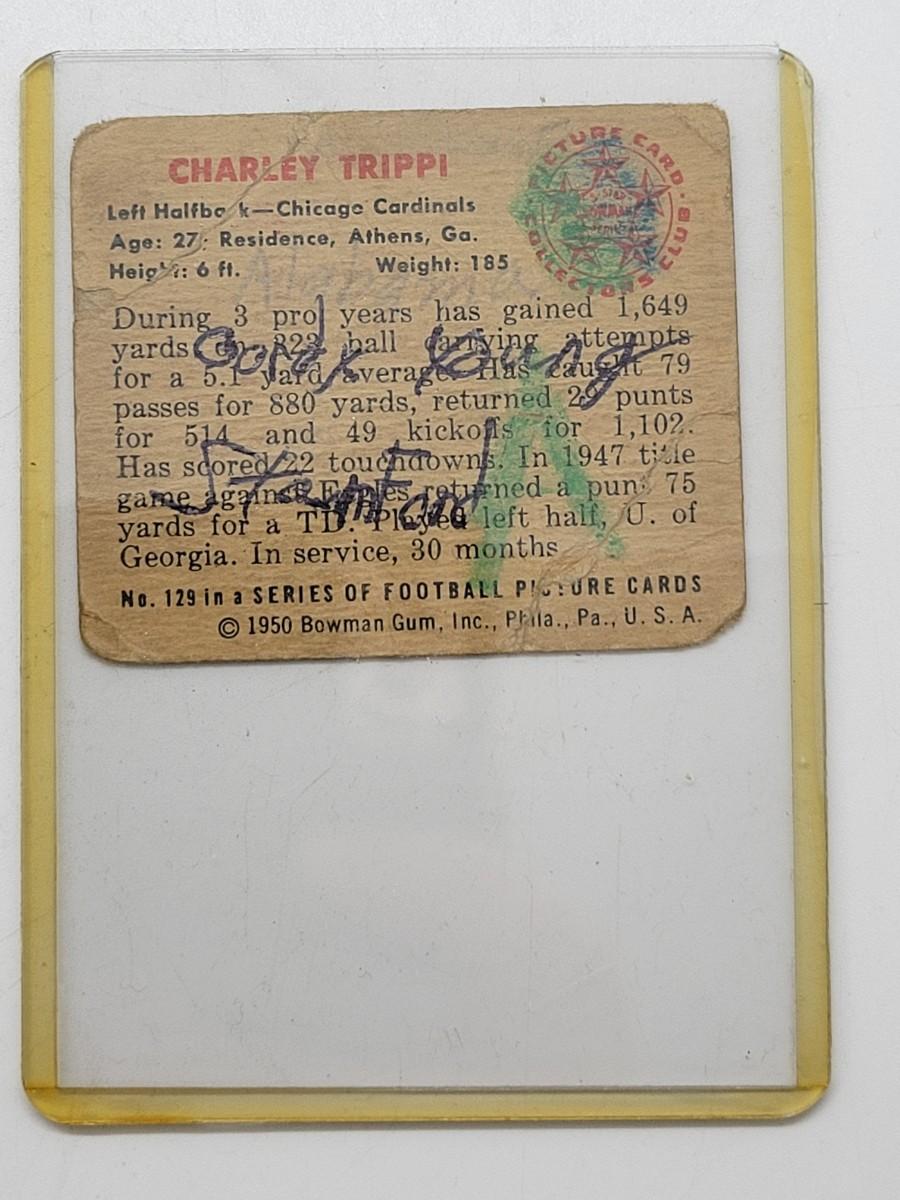 CHARLEY TRIPPI
Left Halfback—Chicago Cardinals
Age: 27; Residence, Athens, Ga.
Height: 6 ft. Weight: 185
Alabama
During 3 pro years has gained 1,649
yards on 323 ball carrying attempts
for a 5.1 yard average. Has caught 79
passes for 880 yards, returned 29 punts
for 514 and 49 kickoffs for 1,102.
Has scored 22 touchdowns. In 1947 title
game against Eagles returned a punt 75
yards for a TD. Played left half, U. of
Georgia. In service, 30 months
No. 129 in a SERIES OF FOOTBALL PICTURE CARDS
© 1950 Bowman Gum, Inc., Phila., Pa., U. S. A.
PICTURE CARD
COLLECTORS CLUB
Young
Stanford